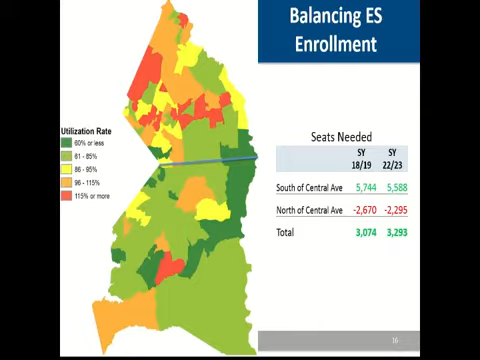 Balancing ES
Enrollment
Utilization Rate
60% or less
61 - 85%
86 - 95%
96 - 115%
115% or more
Seats Needed
SY SY
18/19 22/23
South of Central Ave 5,744 5,588
North of Central Ave -2,670 -2,295
Total 3,074 3,293
16